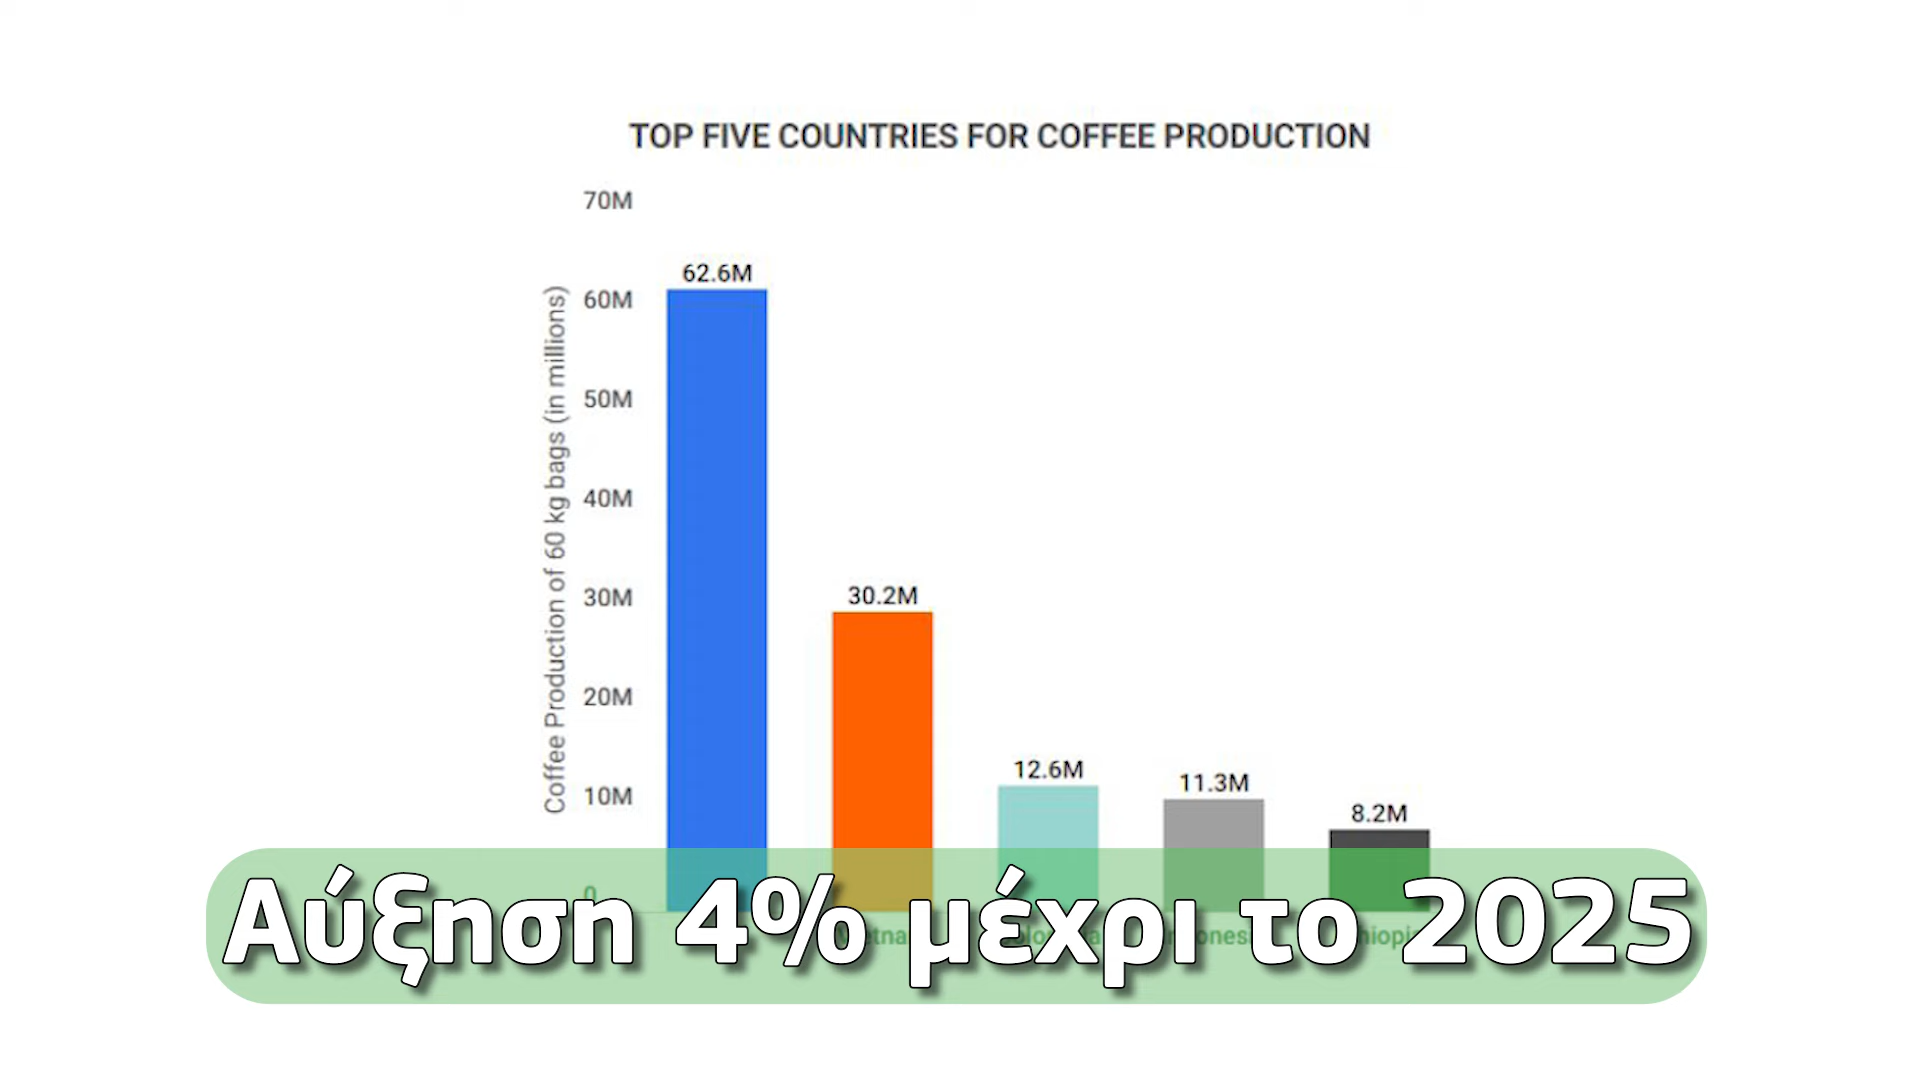 TOP FIVE COUNTRIES FOR COFFEE PRODUCTION
Coffee Production of 60 kg bags (in millions)
70M
60M
50M
40M
30M
20M
10M
0
62.6M
30.2M
12.6M
11.3M
8.2M
Αύξηση 4% μέχρι το 2025